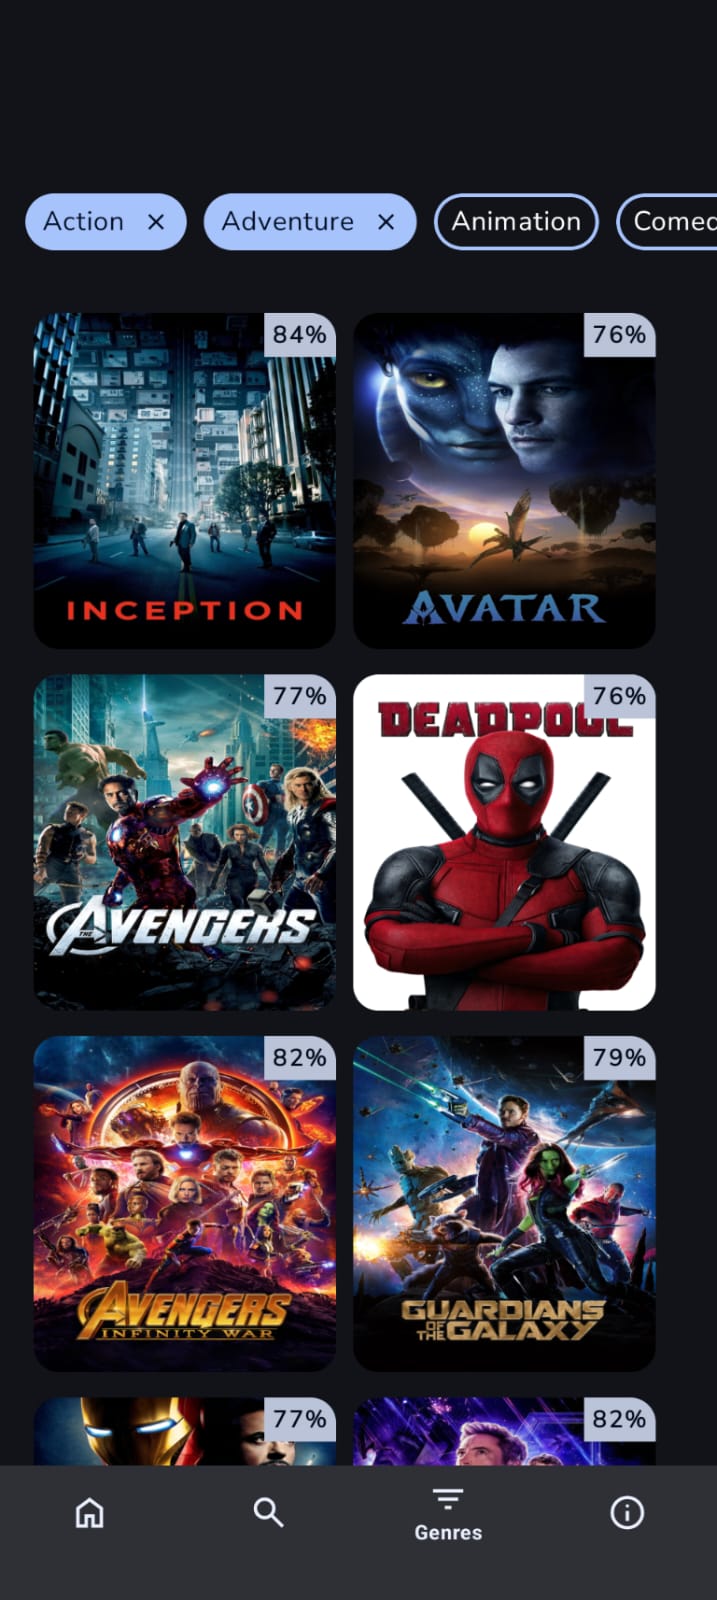 Action
Adventure
Animation
Comed
84%
INCEPTION
76%
AVATAR
77%
THE AVENGERS
76%
DEADPOOL
82%
AVENGERS
INFINITY WAR
79%
GUARDIANS
OF THE GALAXY
77%
82%
Genres